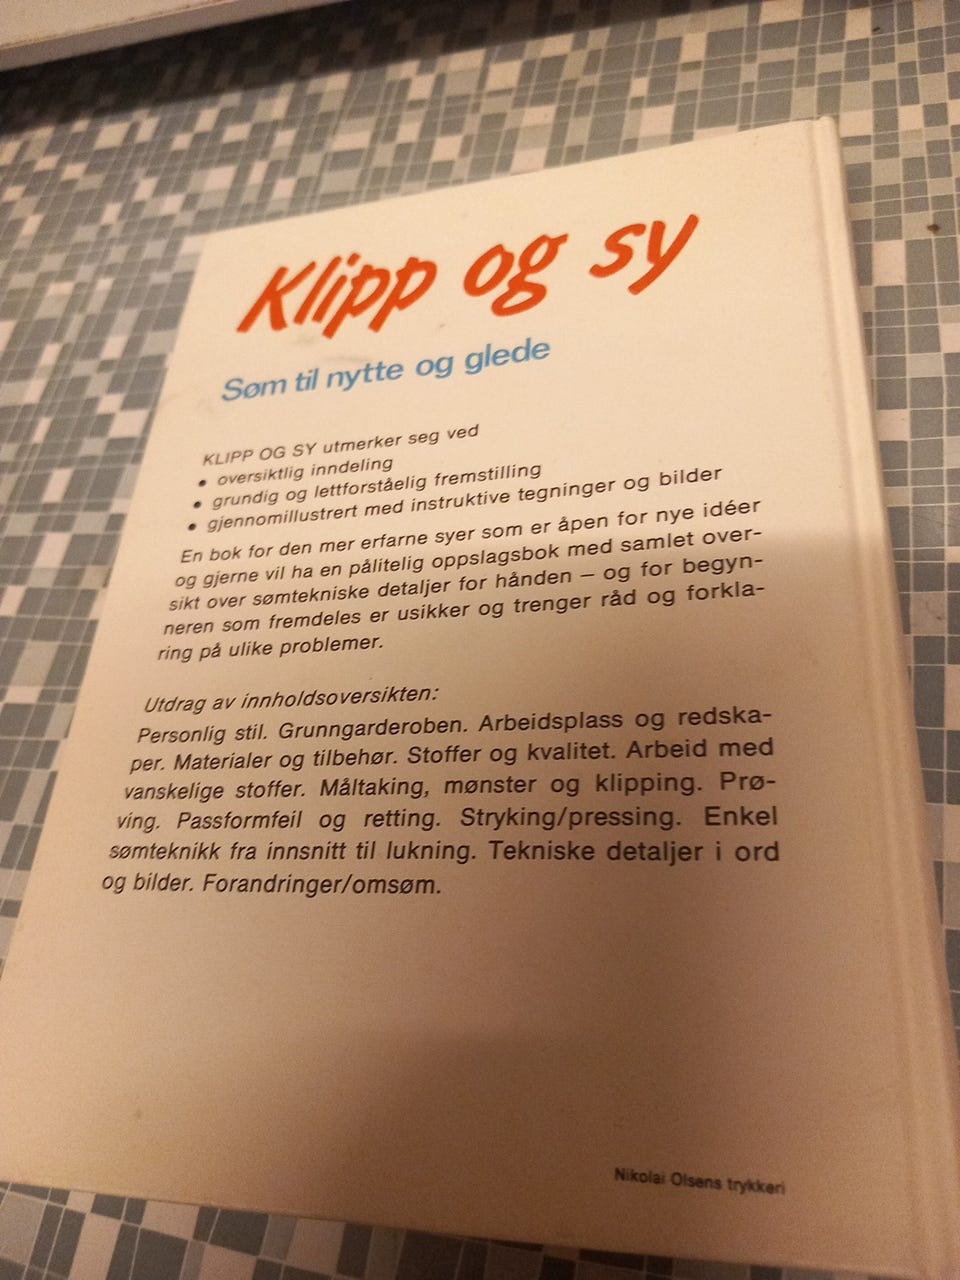 Klipp og sy
Søm til nytte og glede
KLIPP OG SY utmerker seg ved
• oversiktlig inndeling
• grundig og lettforståelig fremstilling
• gjennomillustrert med instruktive tegninger og bilder
En bok for den mer erfarne syer som er åpen for nye idéer
og gjerne vil ha en pålitelig oppslagsbok med samlet over-
sikt over sømtekniske detaljer for hånden – og for begyn-
neren som fremdeles er usikker og trenger råd og forkla-
ring på ulike problemer.
Utdrag av innholdsoversikten:
Personlig stil. Grunngarderoben. Arbeidsplass og redska-
per. Materialer og tilbehør. Stoffer og kvalitet. Arbeid med
vanskelige stoffer. Måltaking, mønster og klipping. Prø-
ving. Passformfeil og retting. Stryking/pressing. Enkel
sømteknikk fra innsnitt til lukning. Tekniske detaljer i ord
og bilder. Forandringer/omsøm.
Nikolai Olsens trykkeri